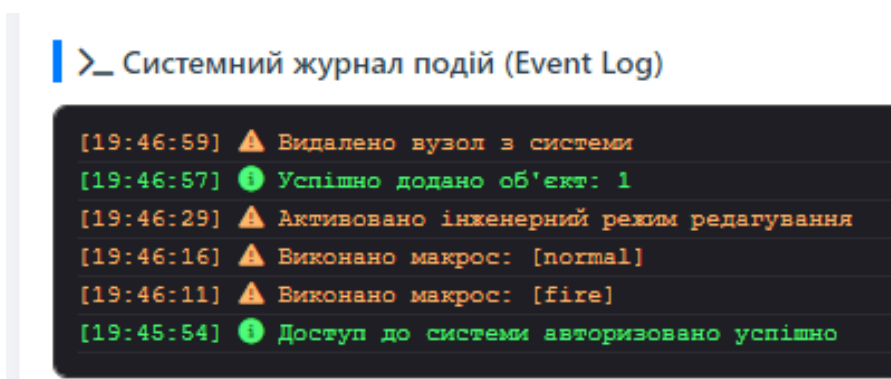 >_ Системний журнал подій (Event Log)
[19:46:59] Видалено вузол з системи
[19:46:57] Успішно додано об'єкт: 1
[19:46:29] Активовано інженерний режим редагування
[19:46:16] Виконано макрос: [normal]
[19:46:11] Виконано макрос: [fire]
[19:45:54] Доступ до системи авторизовано успішно